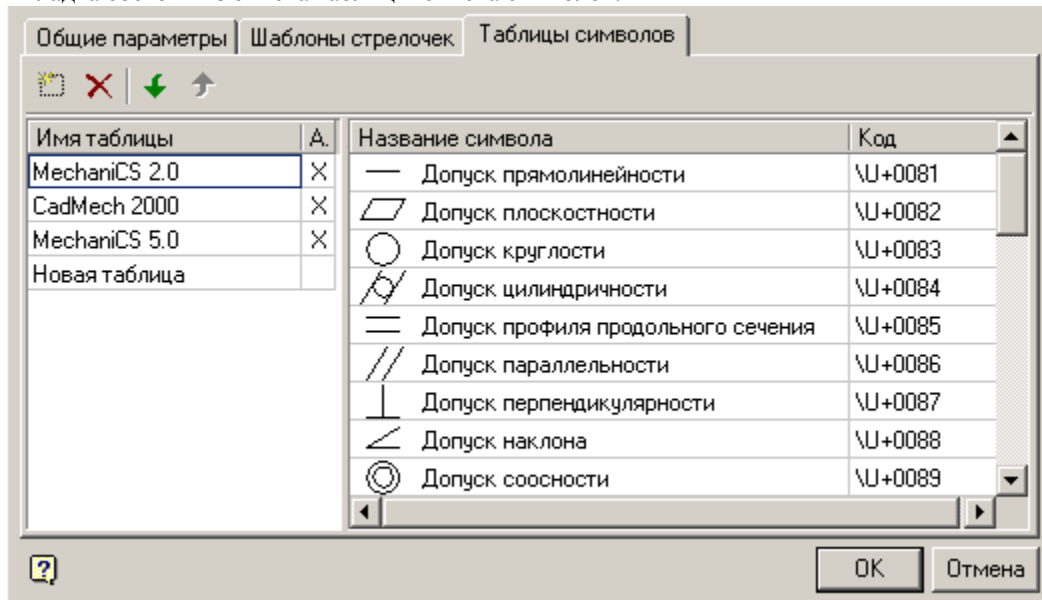 Общие параметры Шаблоны стрелочек Таблицы символов
Имя таблицы А. Название символа Код
MechaniCS 2.0 X Допуск прямолинейности \U+0081
CadMech 2000 X Допуск плоскостности \U+0082
MechaniCS 5.0 X Допуск круглости \U+0083
Новая таблица Допуск цилиндричности \U+0084
Допуск профиля продольного сечения \U+0085
Допуск параллельности \U+0086
Допуск перпендикулярности \U+0087
Допуск наклона \U+0088
Допуск соосности \U+0089
OK Отмена